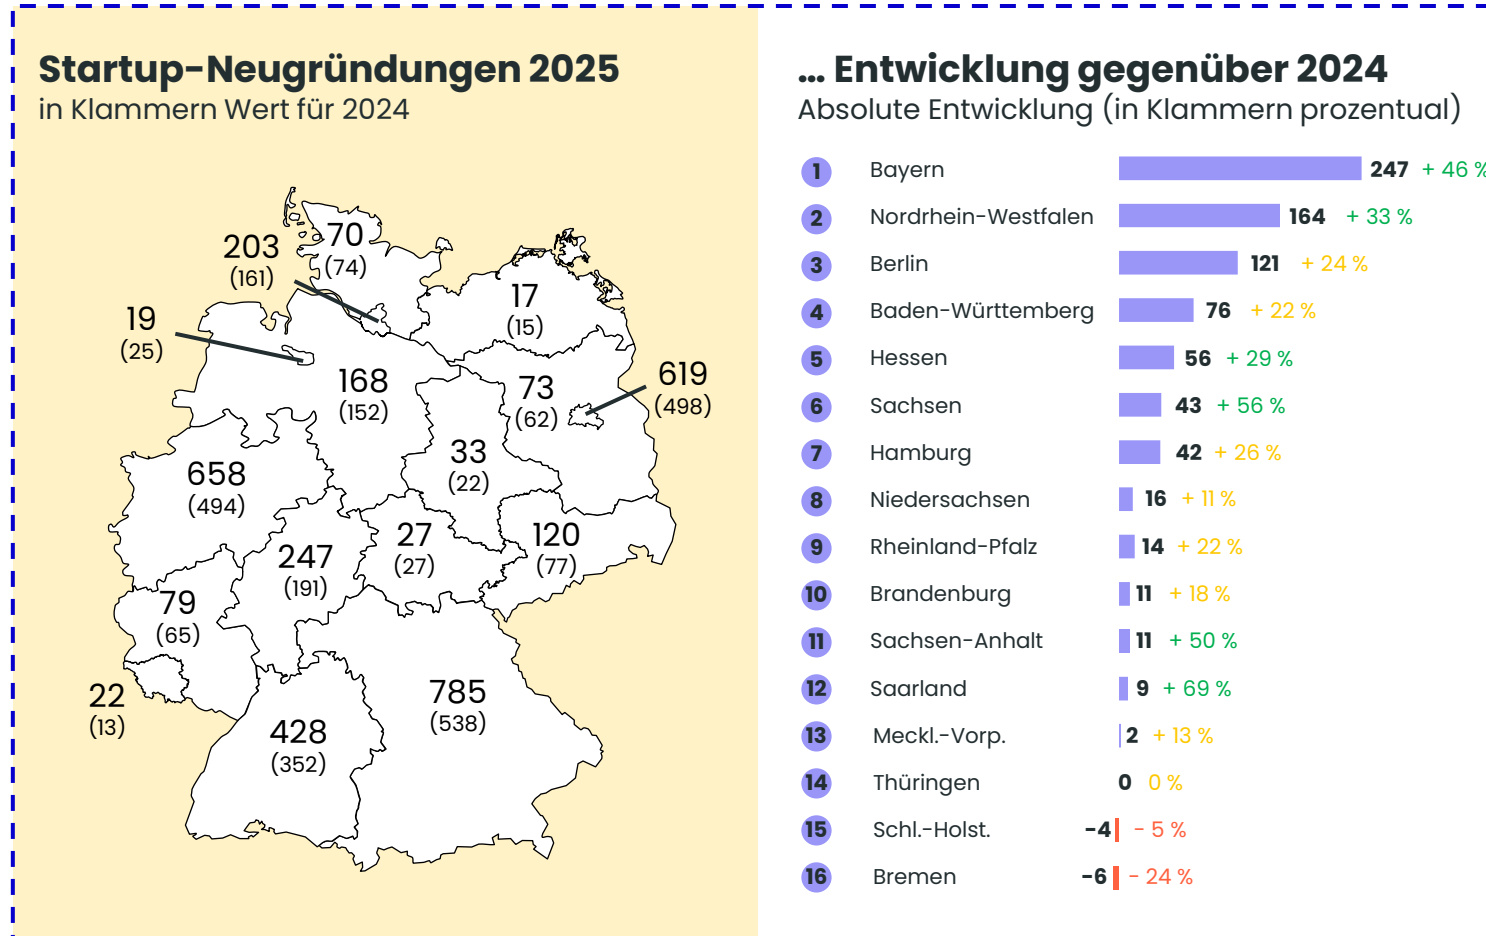 Startup-Neugründungen 2025
in Klammern Wert für 2024
70
(74)
203
(161)
17
(15)
19
(25)
168
(152)
73
(62)
619
(498)
33
(22)
658
(494)
27
(27)
120
(77)
247
(191)
79
(65)
22
(13)
785
(538)
428
(352)
... Entwicklung gegenüber 2024
Absolute Entwicklung (in Klammern prozentual)
1 Bayern 247 + 46 %
2 Nordrhein-Westfalen 164 + 33 %
3 Berlin 121 + 24 %
4 Baden-Württemberg 76 + 22 %
5 Hessen 56 + 29 %
6 Sachsen 43 + 56 %
7 Hamburg 42 + 26 %
8 Niedersachsen 16 + 11 %
9 Rheinland-Pfalz 14 + 22 %
10 Brandenburg 11 + 18 %
11 Sachsen-Anhalt 11 + 50 %
12 Saarland 9 + 69 %
13 Meckl.-Vorp. 2 + 13 %
14 Thüringen 0 0 %
15 Schl.-Holst. -4 - 5 %
16 Bremen -6 - 24 %